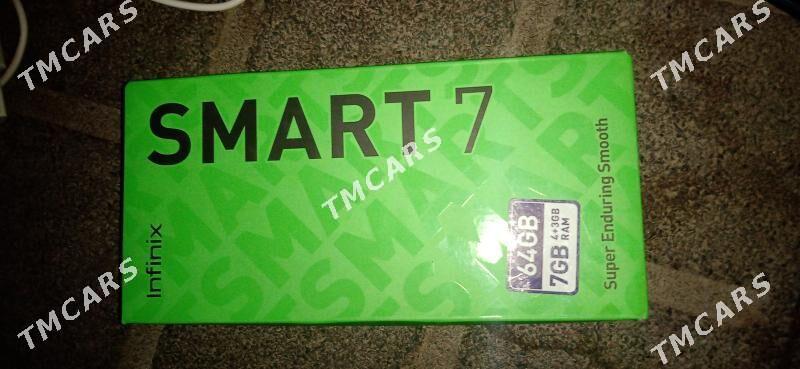 SMART 7
Infinix
64GB
7GB 4+3GB RAM
Super Enduring Smooth
TMCARS
TMCARS
TMCARS
TMCARS
TMCARS